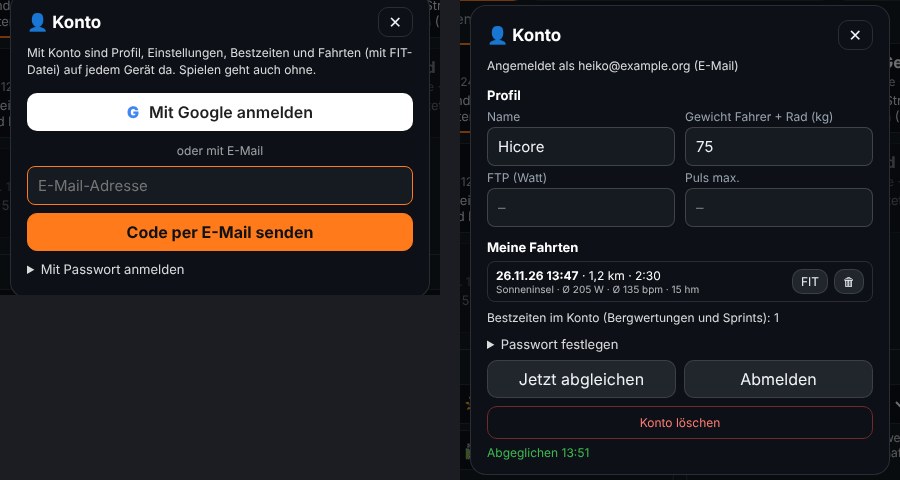 Konto
Mit Konto sind Profil, Einstellungen, Bestzeiten und Fahrten (mit FIT-
Datei) auf jedem Gerät da. Spielen geht auch ohne.
G Mit Google anmelden
oder mit E-Mail
E-Mail-Adresse
Code per E-Mail senden
Mit Passwort anmelden
Konto
Angemeldet als heiko@example.org (E-Mail)
Profil
Name
Gewicht Fahrer + Rad (kg)
Hicore
75
FTP (Watt)
Puls max.
–
–
Meine Fahrten
26.11.26 13:47 · 1,2 km · 2:30
Sonneninsel · Ø 205 W · Ø 135 bpm · 15 hm
FIT
Bestzeiten im Konto (Bergwertungen und Sprints): 1
Passwort festlegen
Jetzt abgleichen
Abmelden
Konto löschen
Abgeglichen 13:51